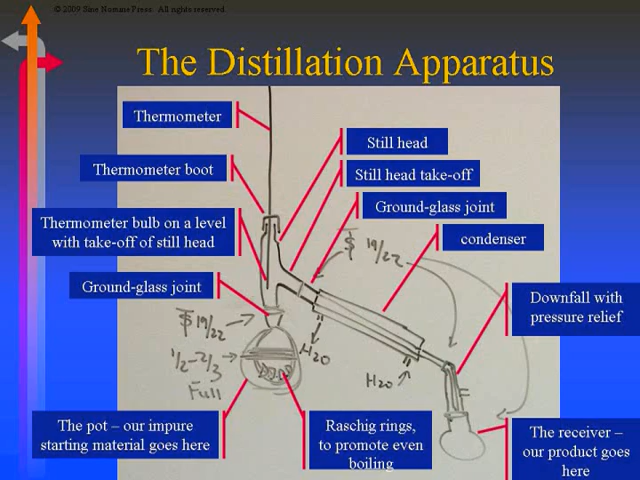 © 2009 Sine Nomine Press. All rights reserved.
The Distillation Apparatus
Thermometer
Still head
Thermometer boot
Still head take-off
Ground-glass joint
Thermometer bulb on a level
with take-off of still head
condenser
$ 19/22
Ground-glass joint
Downfall with
pressure relief
$ 19/22
H2O
1/2–2/3
Full
H2O
The pot – our impure
starting material goes here
Raschig rings,
to promote even
boiling
The receiver –
our product goes
here